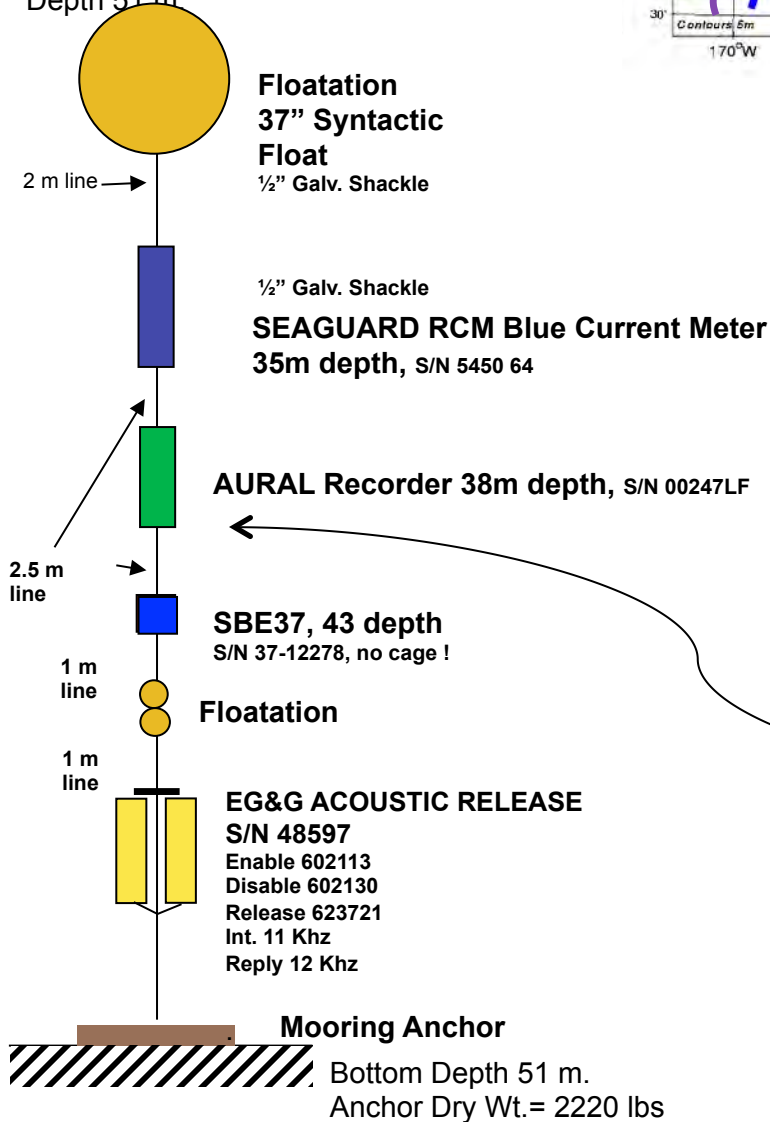 Depth 51 m.
30'
Contours 5m
170°W
Floatation
37” Syntactic
Float
½” Galv. Shackle
2 m line
½” Galv. Shackle
SEAGUARD RCM Blue Current Meter
35m depth, S/N 5450 64
AURAL Recorder 38m depth, S/N 00247LF
2.5 m
line
SBE37, 43 depth
S/N 37-12278, no cage !
1 m
line
Floatation
1 m
line
EG&G ACOUSTIC RELEASE
S/N 48597
Enable 602113
Disable 602130
Release 623721
Int. 11 Khz
Reply 12 Khz
Mooring Anchor
Bottom Depth 51 m.
Anchor Dry Wt.= 2220 lbs